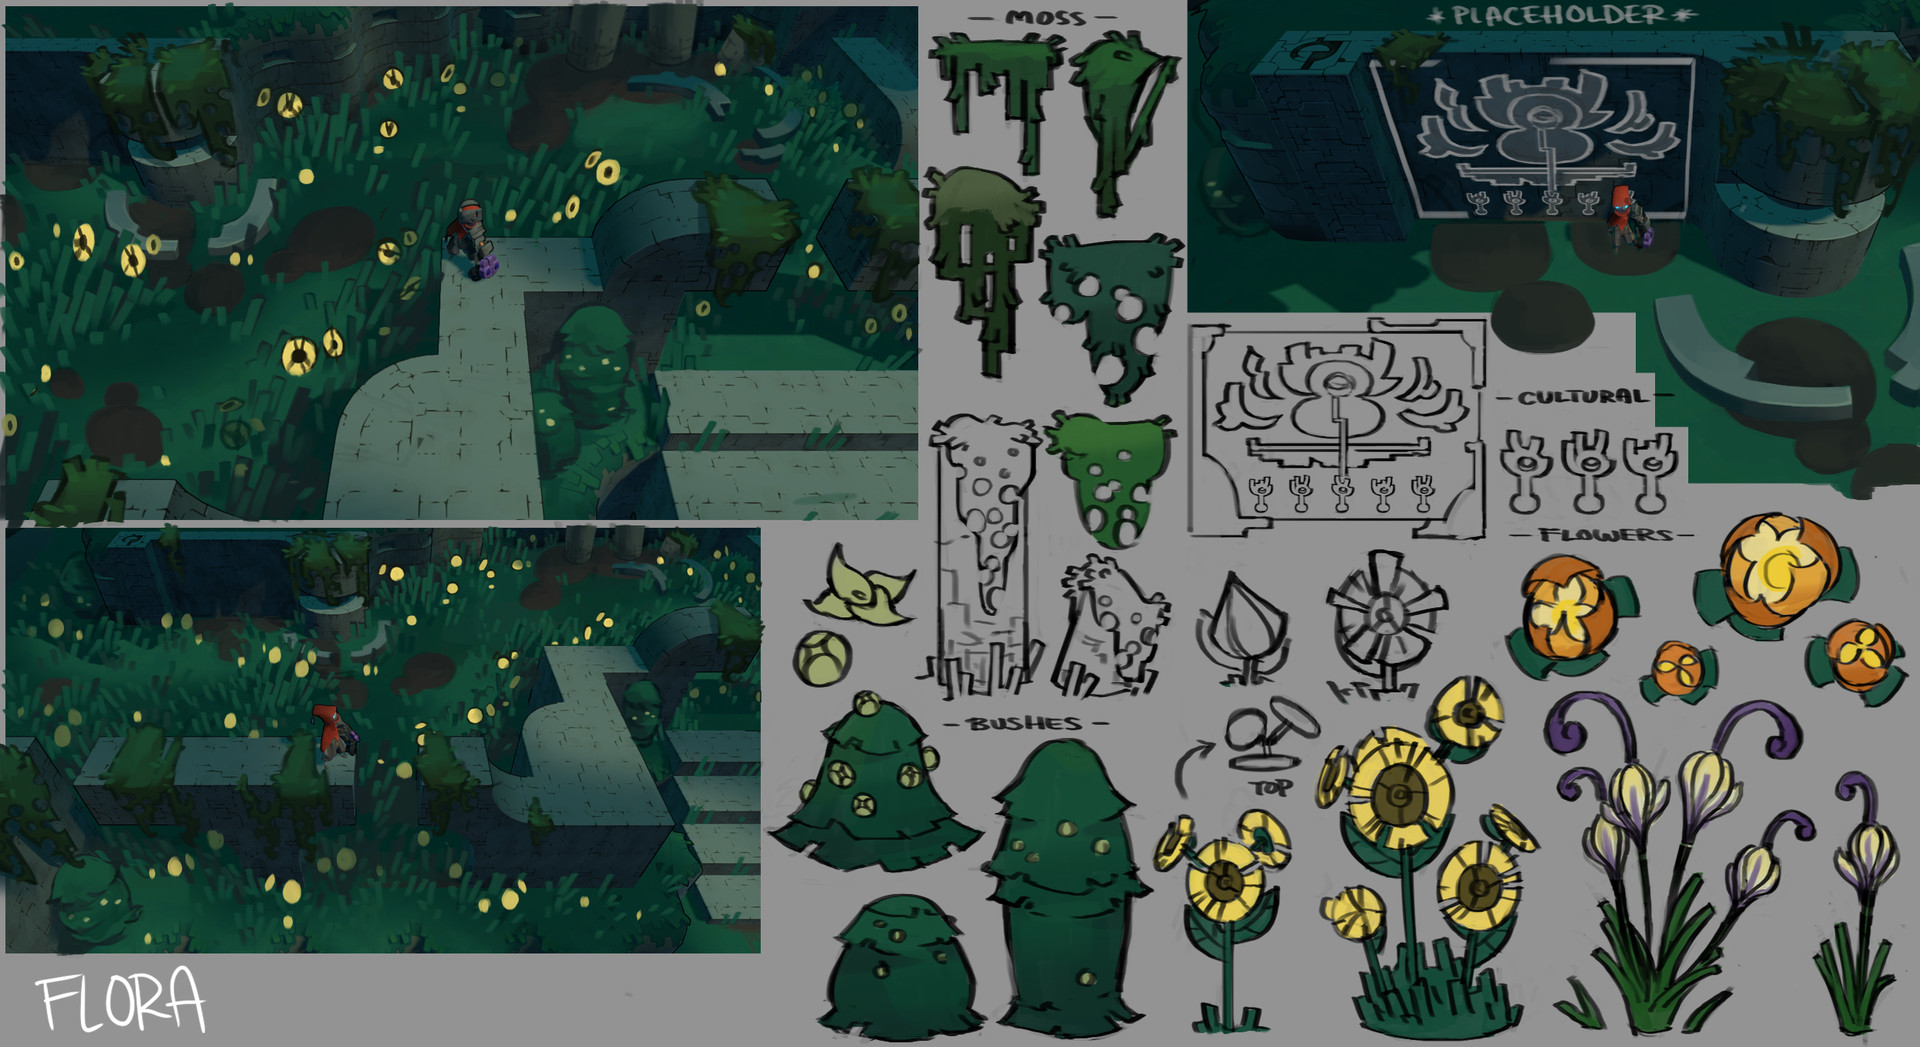 - MOSS -
*PLACEHOLDER*
- CULTURAL -
- FLOWERS -
- BUSHES -
TOP
FLORA